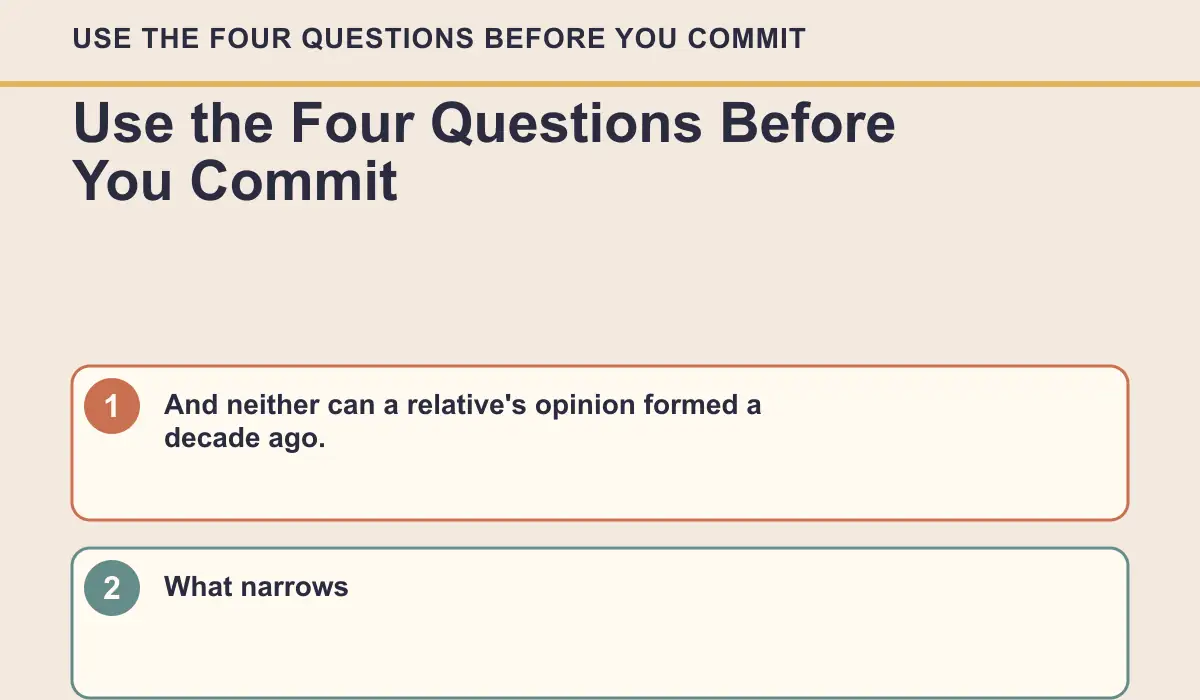 USE THE FOUR QUESTIONS BEFORE YOU COMMIT
Use the Four Questions Before
You Commit
1
And neither can a relative's opinion formed a
decade ago.
2
What narrows